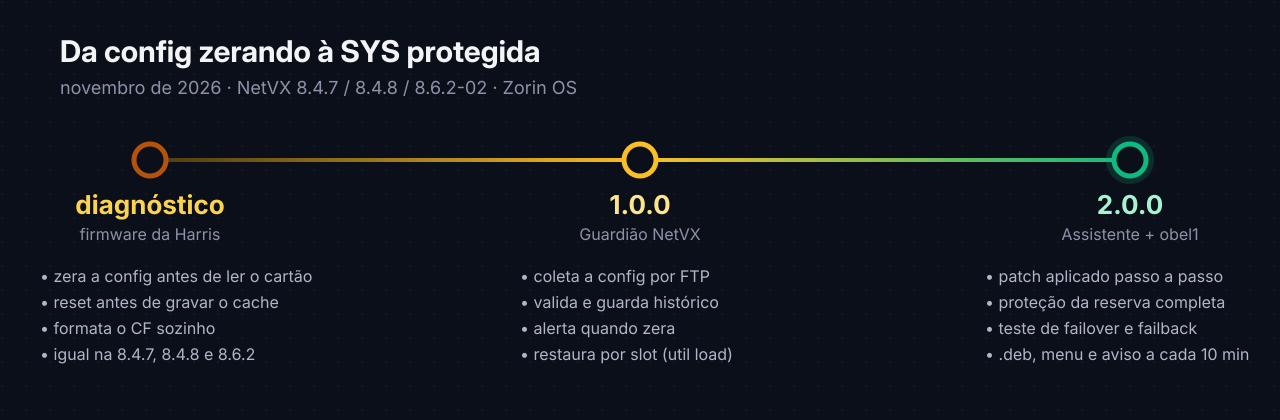 Da config zerando à SYS protegida
novembro de 2026 · NetVX 8.4.7 / 8.4.8 / 8.6.2-02 · Zorin OS
diagnóstico
firmware da Harris
• zera a config antes de ler o cartão
• reset antes de gravar o cache
• formata o CF sozinho
• igual na 8.4.7, 8.4.8 e 8.6.2
1.0.0
Guardião NetVX
• coleta a config por FTP
• valida e guarda histórico
• alerta quando zera
• restaura por slot (util load)
2.0.0
Assistente + obel1
• patch aplicado passo a passo
• proteção da reserva completa
• teste de failover e failback
• .deb, menu e aviso a cada 10 min